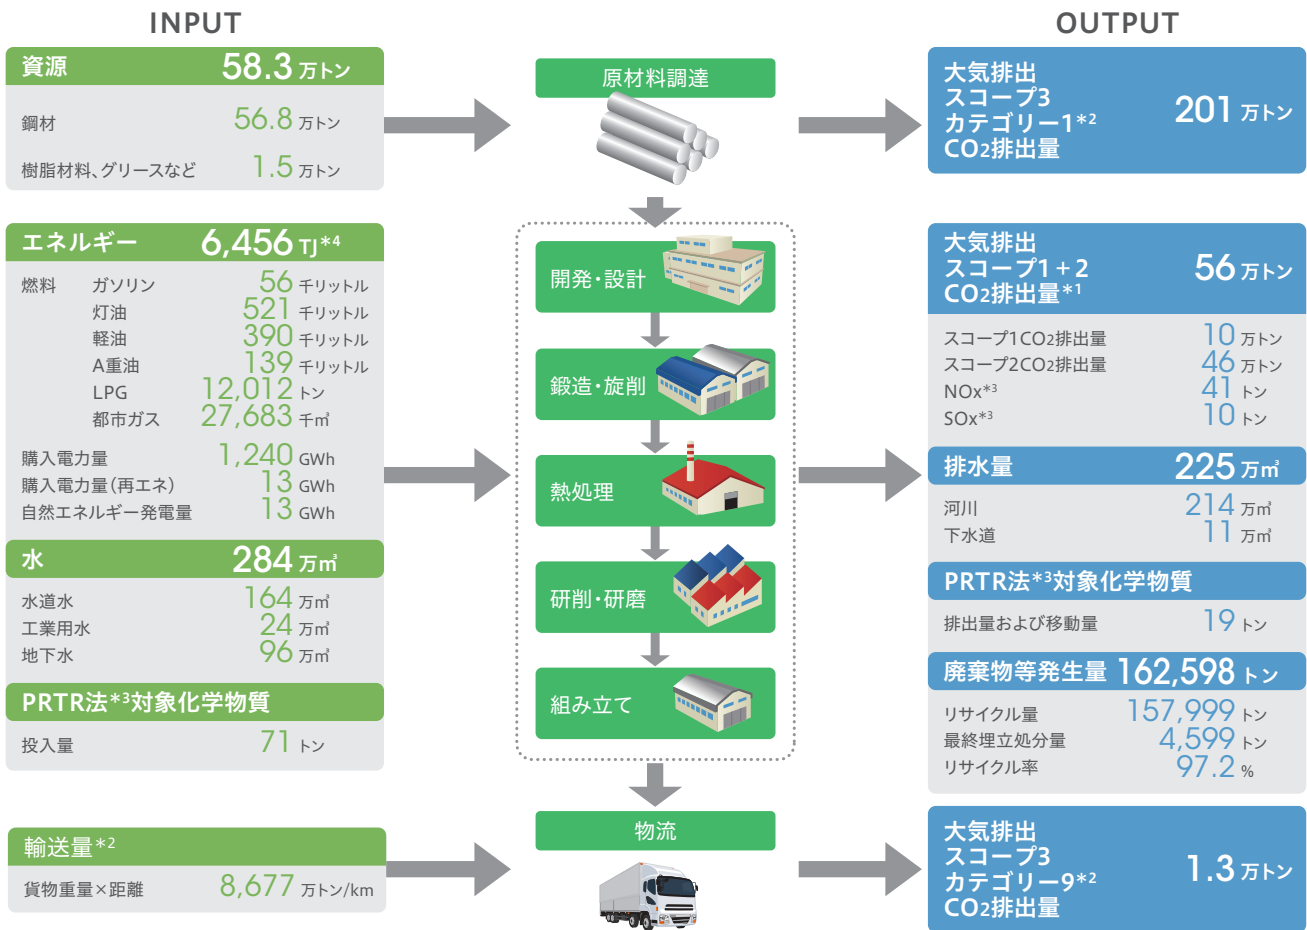 INPUT
資源 58.3 万トン
鋼材 56.8 万トン
樹脂材料、グリースなど 1.5 万トン
エネルギー 6,456 TJ*4
燃料 ガソリン 56 千リットル
灯油 521 千リットル
軽油 390 千リットル
A重油 139 千リットル
LPG 12,012 トン
都市ガス 27,683 千㎥
購入電力量 1,240 GWh
購入電力量(再エネ) 13 GWh
自然エネルギー発電量 13 GWh
水 284 万㎥
水道水 164 万㎥
工業用水 24 万㎥
地下水 96 万㎥
PRTR法*3対象化学物質
投入量 71 トン
輸送量*2
貨物重量×距離 8,677 万トン/km
原材料調達
開発・設計
鍛造・旋削
熱処理
研削・研磨
組み立て
物流
OUTPUT
大気排出
スコープ3
カテゴリー1*2
CO2排出量
201 万トン
大気排出
スコープ1+2
CO2排出量*1
56 万トン
スコープ1CO2排出量 10 万トン
スコープ2CO2排出量 46 万トン
NOx*3 41 トン
SOx*3 10 トン
排水量 225 万㎥
河川 214 万㎥
下水道 11 万㎥
PRTR法*3対象化学物質
排出量および移動量 19 トン
廃棄物等発生量 162,598 トン
リサイクル量 157,999 トン
最終埋立処分量 4,599 トン
リサイクル率 97.2 %
大気排出
スコープ3
カテゴリー9*2
CO2排出量
1.3 万トン